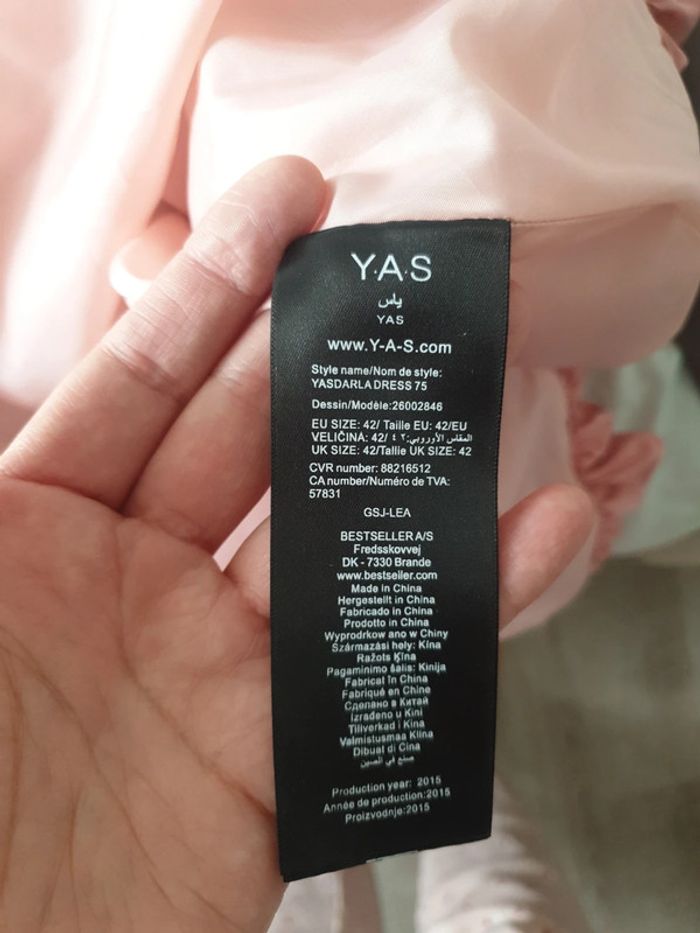 Y.A.S
ياس
YAS
www.Y-A-S.com
Style name/Nom de style:
YASDARLA DRESS 75
Dessin/Modèle:26002846
EU SIZE: 42/ Taille EU: 42/EU
VELIČINA: 42/ المقاس الأوروبي:٤٢
UK SIZE: 42/Taille UK SIZE: 42
CVR number: 88216512
CA number/Numéro de TVA:
57831
GSJ-LEA
BESTSELLER A/S
Fredsskovvej
DK - 7330 Brande
www.bestseller.com
Made in China
Hergestellt in China
Fabricado in China
Prodotto in China
Wyprodrkow ano w Chiny
Származási hely: Kína
Ražots Ķīna
Pagaminimo šalis: Kinija
Fabricat în China
Fabriqué en Chine
Сделано в Китай
Izrađeno u Kini
Tillverkad i Kina
Valmistusmaa Kiina
Dibuat di Cina
صنع في الصين
Production year: 2015
Année de production:2015
Proizvodnje:2015